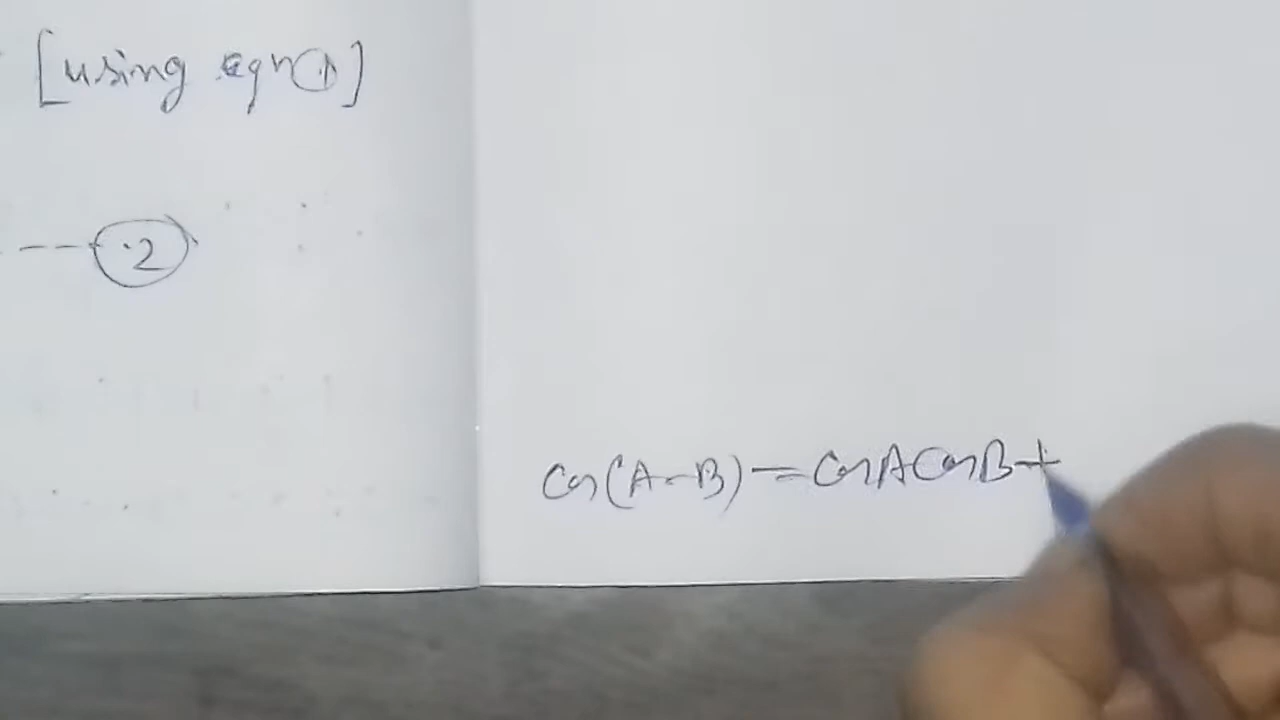 [using eqn ①]
---②
Cos(A-B)=CosACosB+